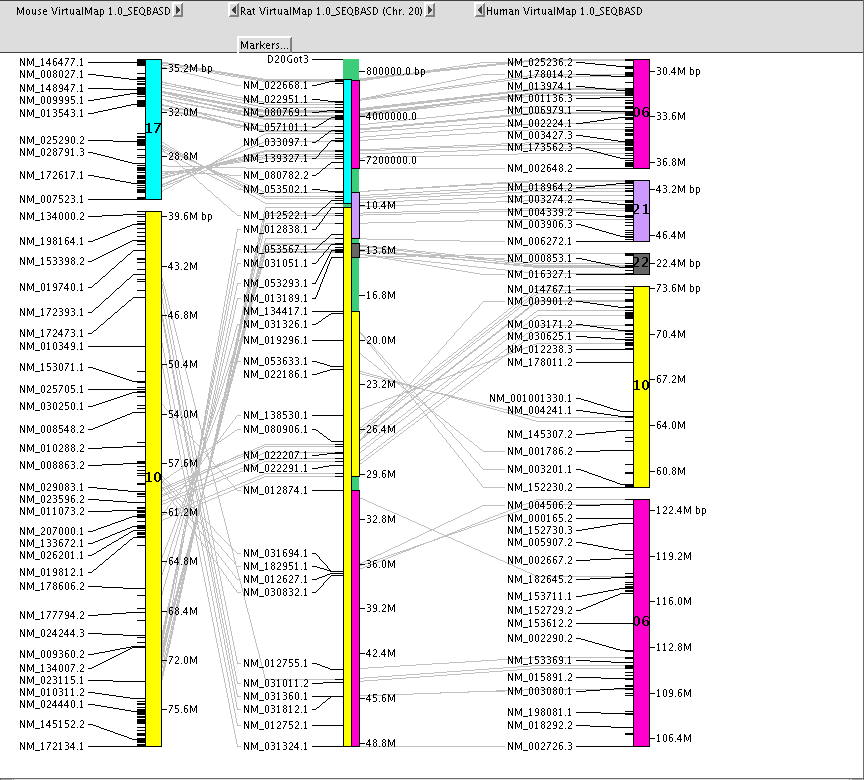 Mouse VirtualMap 1.0_SEQBASD
Rat VirtualMap 1.0_SEQBASD (Chr. 20)
Human VirtualMap 1.0_SEQBASD
Markers...
NM_146477.1
NM_008027.1
NM_148947.1
NM_009995.1
NM_013543.1
NM_025290.2
NM_028791.3
NM_172617.1
NM_007523.1
NM_134000.2
NM_198164.1
NM_153398.2
NM_019740.1
NM_172393.1
NM_172473.1
NM_010349.1
NM_153071.1
NM_025705.1
NM_030250.1
NM_008548.2
NM_010288.2
NM_008863.2
NM_029083.1
NM_023596.2
NM_011073.2
NM_207000.1
NM_133672.1
NM_026201.1
NM_019812.1
NM_178606.2
NM_177794.2
NM_024244.3
NM_009360.2
NM_134007.2
NM_023115.1
NM_010311.2
NM_024440.1
NM_145152.2
NM_172134.1
17
10
35.2M bp
32.0M
28.8M
39.6M bp
43.2M
46.8M
50.4M
54.0M
57.6M
61.2M
64.8M
68.4M
72.0M
75.6M
D20Got3
NM_022668.1
NM_022951.1
NM_080769.1
NM_057101.1
NM_033097.1
NM_139327.1
NM_080782.2
NM_053502.1
NM_012522.1
NM_012838.1
NM_053567.1
NM_031051.1
NM_053293.1
NM_013189.1
NM_134417.1
NM_031326.1
NM_019296.1
NM_053633.1
NM_022186.1
NM_138530.1
NM_080906.1
NM_022207.1
NM_022291.1
NM_012874.1
NM_031694.1
NM_182951.1
NM_012627.1
NM_030832.1
NM_012755.1
NM_031011.2
NM_031360.1
NM_031812.1
NM_012752.1
NM_031324.1
800000.0 bp
4000000.0
7200000.0
10.4M
13.6M
16.8M
20.0M
23.2M
26.4M
29.6M
32.8M
36.0M
39.2M
42.4M
45.6M
48.8M
NM_025236.2
NM_178014.2
NM_013974.1
NM_001136.3
NM_006979.1
NM_002224.1
NM_003427.3
NM_173562.3
NM_002648.2
NM_018964.2
NM_003274.2
NM_004339.2
NM_003906.3
NM_006272.1
NM_000853.1
NM_016327.1
NM_014767.1
NM_003901.2
NM_003171.2
NM_030625.1
NM_012238.3
NM_178011.2
NM_001001330.1
NM_004241.1
NM_145307.2
NM_001786.2
NM_003201.1
NM_152230.2
NM_004506.2
NM_000165.2
NM_152730.3
NM_005907.2
NM_002667.2
NM_182645.2
NM_153711.1
NM_152729.2
NM_153612.2
NM_002290.2
NM_153369.1
NM_015891.2
NM_003080.1
NM_198081.1
NM_018292.2
NM_002726.3
06
21
22
10
06
30.4M bp
33.6M
36.8M
43.2M bp
46.4M
22.4M bp
73.6M bp
70.4M
67.2M
64.0M
60.8M
122.4M bp
119.2M
116.0M
112.8M
109.6M
106.4M